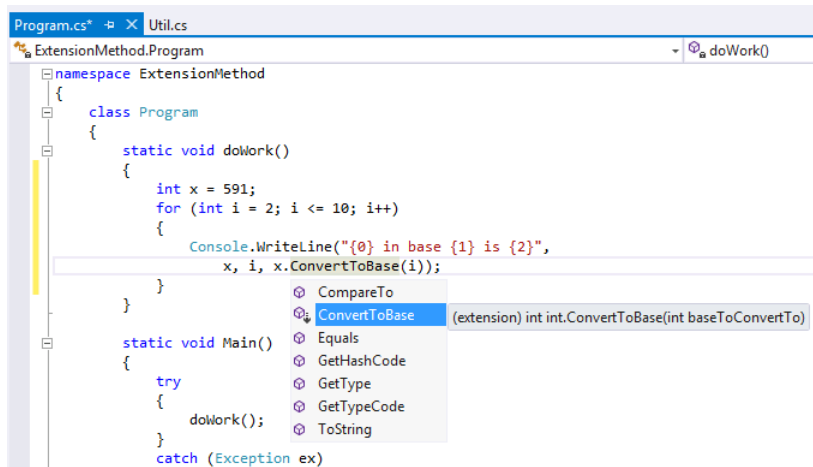 Program.cs* Util.cs
ExtensionMethod.Program doWork()
namespace ExtensionMethod
{
class Program
{
static void doWork()
{
int x = 591;
for (int i = 2; i <= 10; i++)
{
Console.WriteLine("{0} in base {1} is {2}",
x, i, x.ConvertToBase(i));
}
}
CompareTo
ConvertToBase (extension) int int.ConvertToBase(int baseToConvertTo)
Equals
GetHashCode
GetType
GetTypeCode
ToString
static void Main()
{
try
{
doWork();
}
catch (Exception ex)